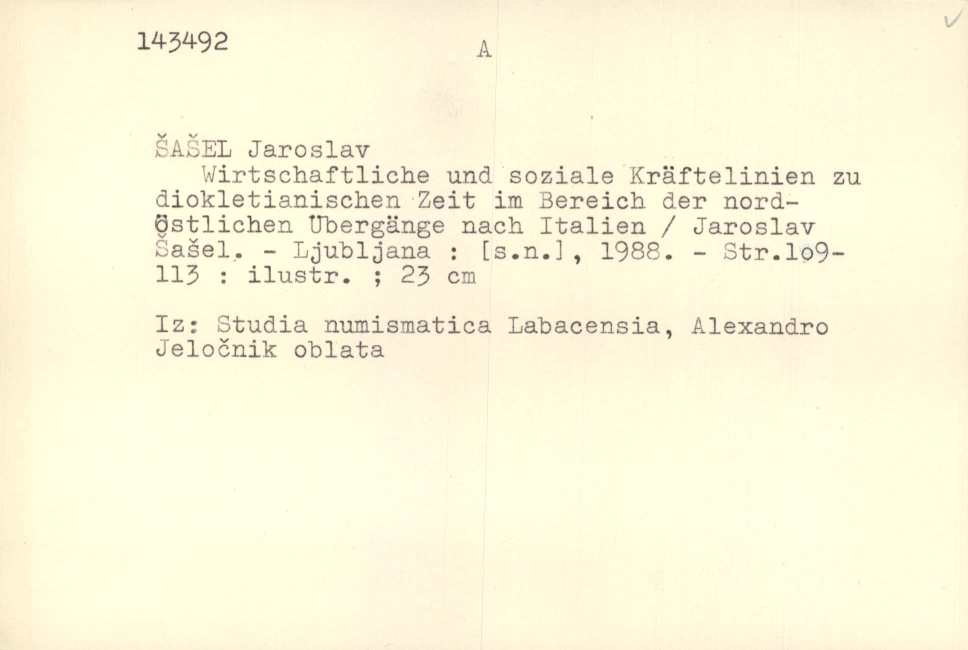 143492
A
ŠAŠEL Jaroslav
Wirtschaftliche und soziale Kräftelinien zu
diokletianischen Zeit im Bereich der nord-
östlichen Übergänge nach Italien / Jaroslav
Šašel. - Ljubljana : [s.n.], 1988. - Str.lo9-
113 : ilustr. ; 23 cm
Iz: Studia numismatica Labacensia, Alexandro
Jeločnik oblata